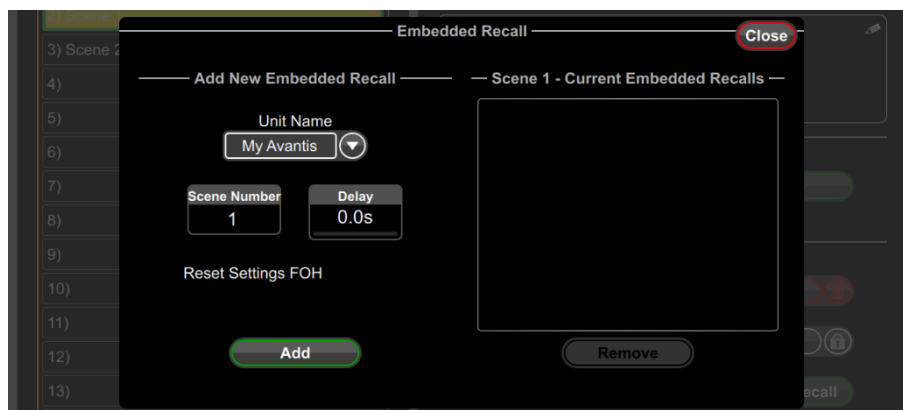 Embedded Recall
Close
3) Scene 2
4)
5)
6)
7)
8)
9)
10)
11)
12)
13)
Add New Embedded Recall
Unit Name
My Avantis
Scene Number
1
Delay
0.0s
Reset Settings FOH
Add
Scene 1 - Current Embedded Recalls
Remove
ecall